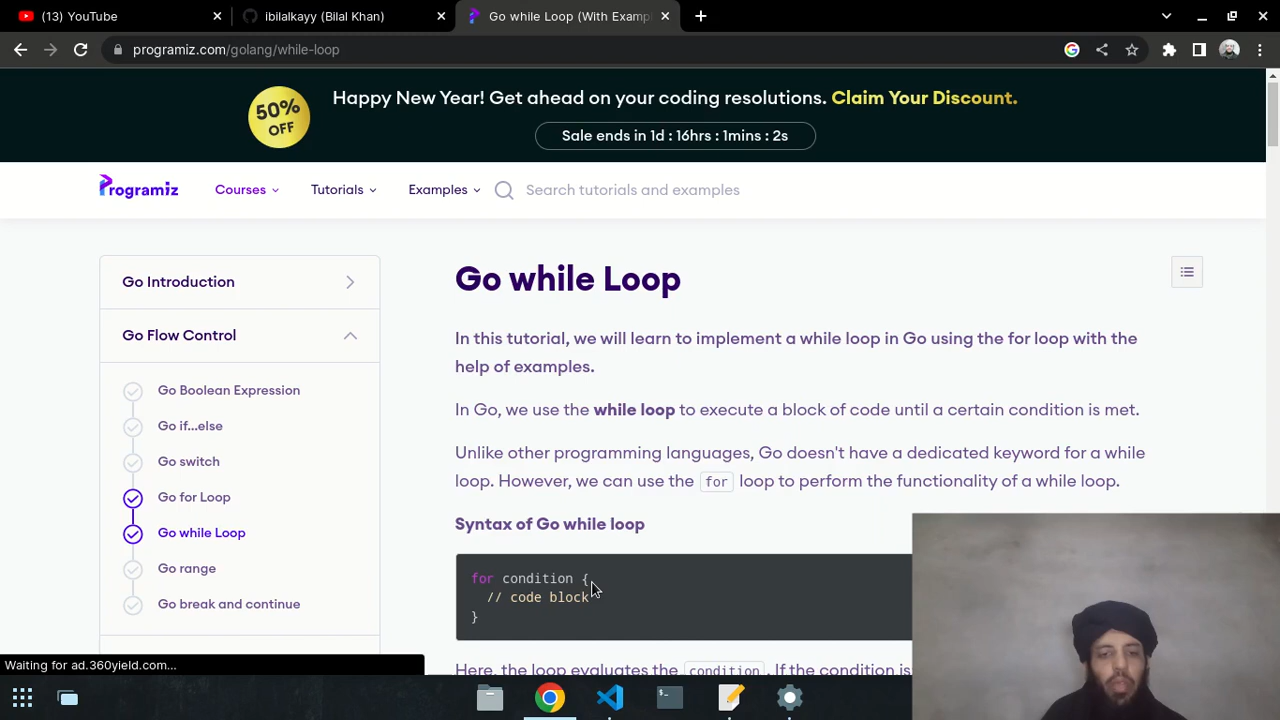 (13) YouTube
ibilalkayy (Bilal Khan)
Go while Loop (With Examp
programiz.com/golang/while-loop
50%
OFF
Happy New Year! Get ahead on your coding resolutions. Claim Your Discount.
Sale ends in 1d : 16hrs : 1mins : 2s
Programiz
Courses
Tutorials
Examples
Search tutorials and examples
Go Introduction
Go Flow Control
Go Boolean Expression
Go if...else
Go switch
Go for Loop
Go while Loop
Go range
Go break and continue
Go while Loop
In this tutorial, we will learn to implement a while loop in Go using the for loop with the
help of examples.
In Go, we use the while loop to execute a block of code until a certain condition is met.
Unlike other programming languages, Go doesn't have a dedicated keyword for a while
loop. However, we can use the for loop to perform the functionality of a while loop.
Syntax of Go while loop
for condition {
// code block
}
Here, the loop evaluates the condition. If the condition is
Waiting for ad.360yield.com...